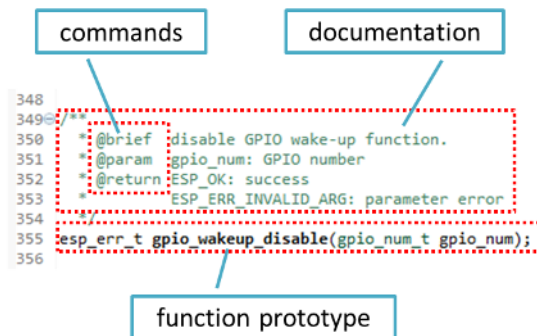 commands documentation
348
349 /**
350 * @brief disable GPIO wake-up function.
351 * @param gpio_num: GPIO number
352 * @return ESP_OK: success
353 * ESP_ERR_INVALID_ARG: parameter error
354 */
355 esp_err_t gpio_wakeup_disable(gpio_num_t gpio_num);
356
function prototype